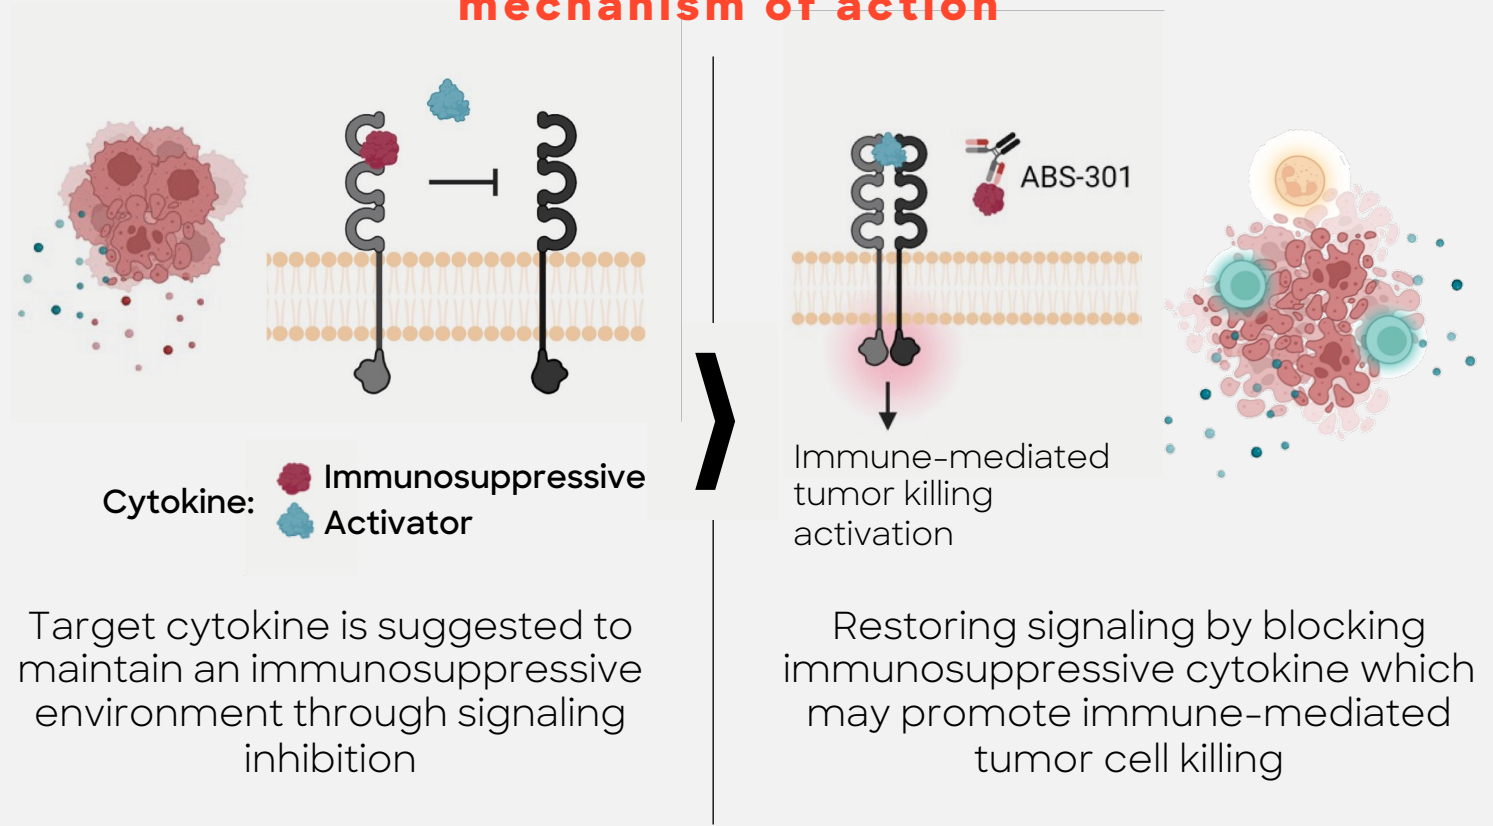 mechanism of action
ABS-301
Cytokine:
Immunosuppressive
Activator
Target cytokine is suggested to
maintain an immunosuppressive
environment through signaling
inhibition
Immune-mediated
tumor killing
activation
Restoring signaling by blocking
immunosuppressive cytokine which
may promote immune-mediated
tumor cell killing